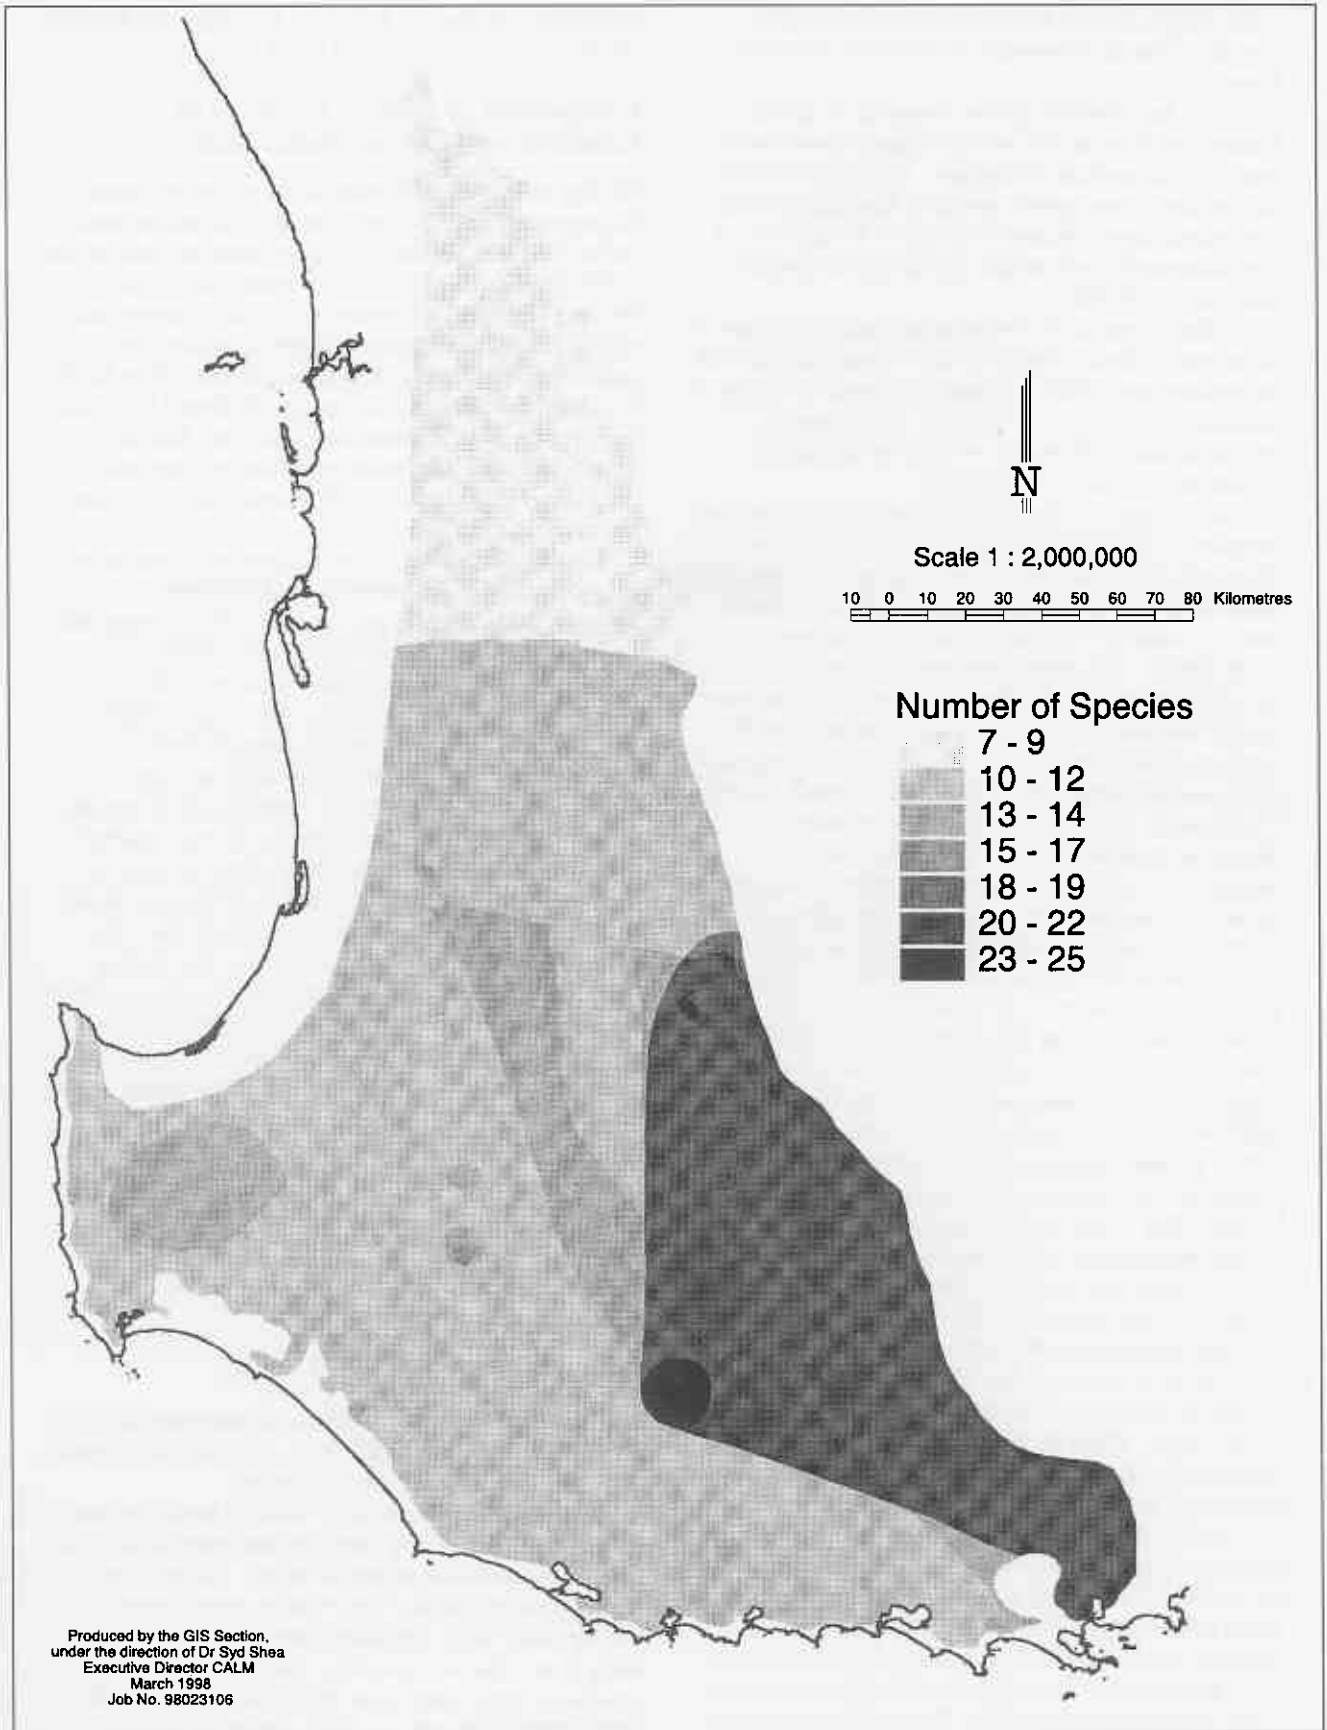 N
Scale 1 : 2,000,000
10 0 10 20 30 40 50 60 70 80 Kilometres
Number of Species
7 - 9
10 - 12
13 - 14
15 - 17
18 - 19
20 - 22
23 - 25
Produced by the GIS Section,
under the direction of Dr Syd Shea
Executive Director CALM
March 1998
Job No. 98023106